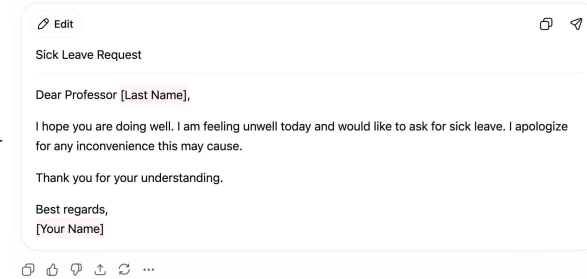 Edit
Sick Leave Request
Dear Professor [Last Name],
I hope you are doing well. I am feeling unwell today and would like to ask for sick leave. I apologize
for any inconvenience this may cause.
Thank you for your understanding.
Best regards,
[Your Name]